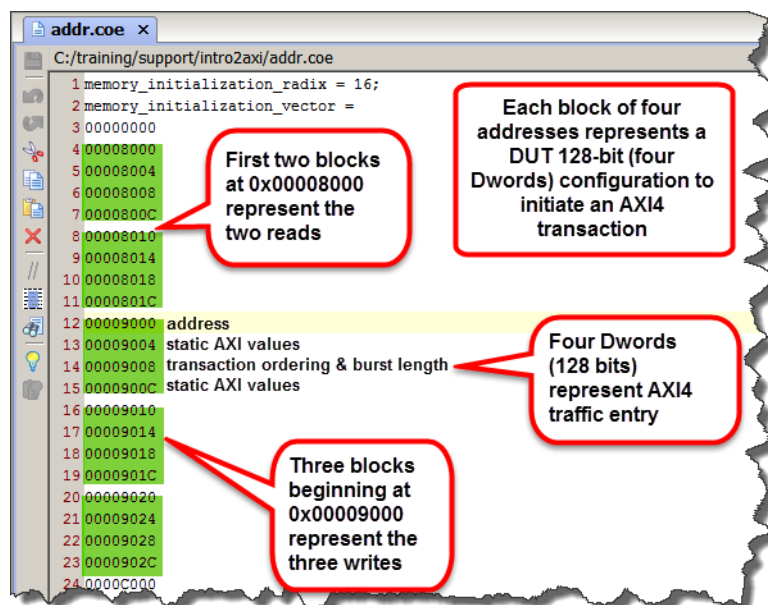 addr.coe ×
C:/training/support/intro2axi/addr.coe
1 memory_initialization_radix = 16;
2 memory_initialization_vector =
3 00000000
4 00008000
5 00008004
6 00008008
7 0000800C
8 00008010
9 00008014
10 00008018
11 0000801C
12 00009000 address
13 00009004 static AXI values
14 00009008 transaction ordering & burst length
15 0000900C static AXI values
16 00009010
17 00009014
18 00009018
19 0000901C
20 00009020
21 00009024
22 00009028
23 0000902C
24 0000C000
First two blocks
at 0x00008000
represent the
two reads
Each block of four
addresses represents a
DUT 128-bit (four
Dwords) configuration to
initiate an AXI4
transaction
Four Dwords
(128 bits)
represent AXI4
traffic entry
Three blocks
beginning at
0x00009000
represent the
three writes